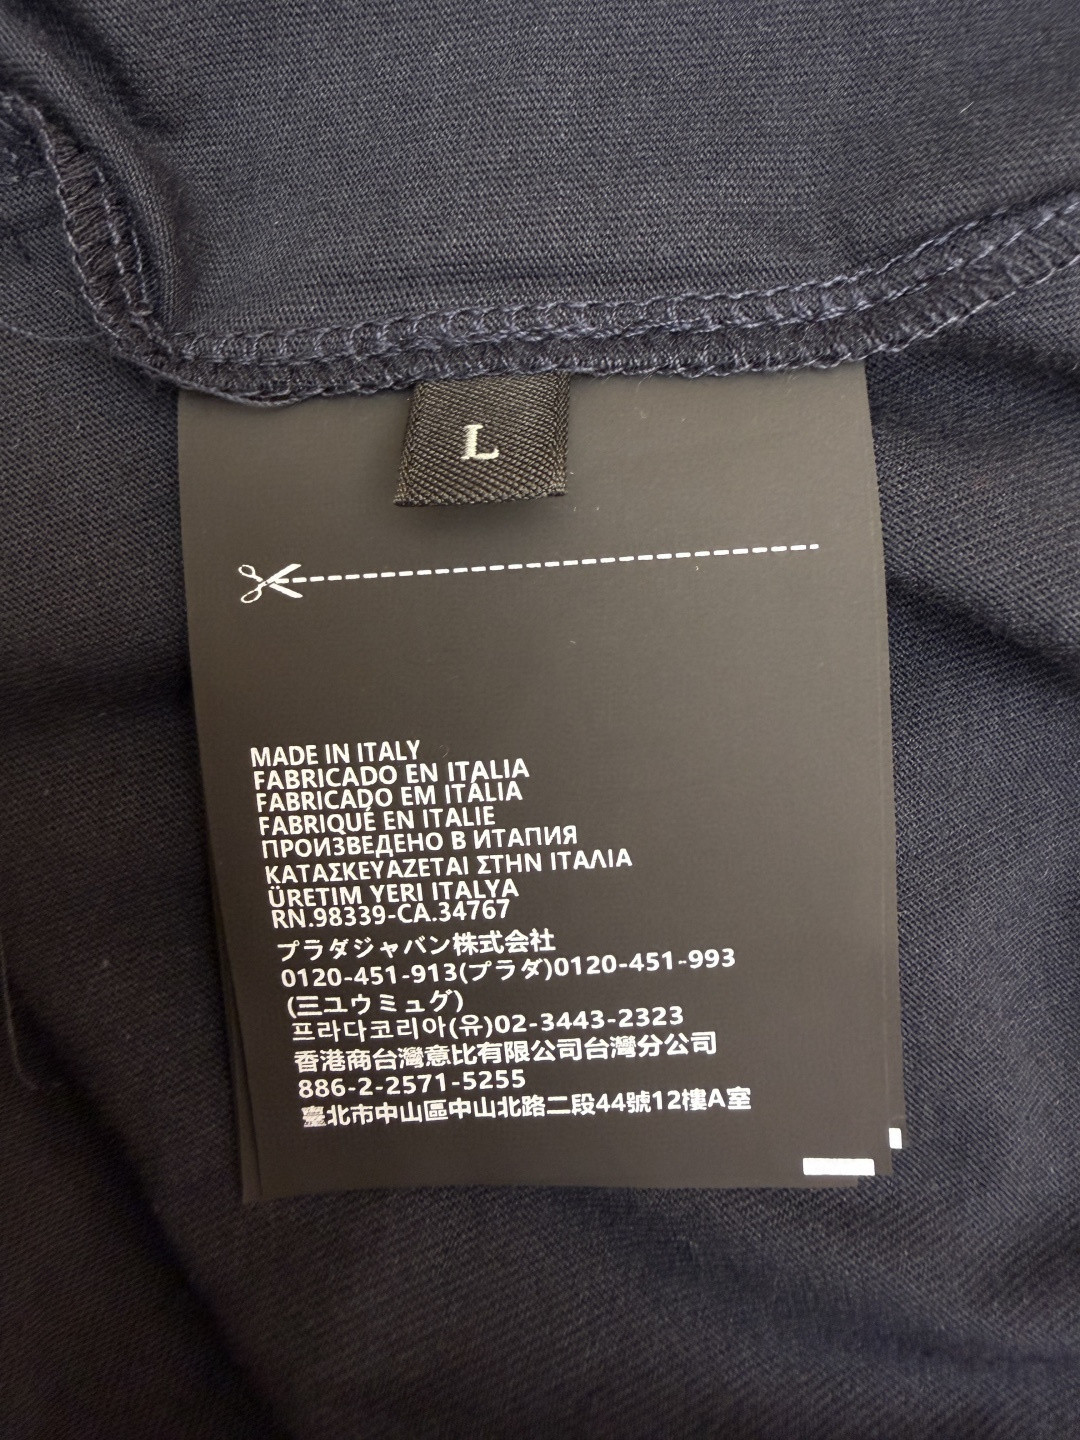 L
MADE IN ITALY
FABRICADO EN ITALIA
FABRICADO EM ITÁLIA
FABRIQUÉ EN ITALIE
ПРОИЗВЕДЕНО В ИТАПИЯ
ΚΑΤΑΣΚΕΥΑΖΕΤΑΙ ΣΤΗΝ ΙΤΑΛΙΑ
ÜRETIM YERI ITALYA
RN.98339-CA.34767
プラダジャパン株式会社
0120-451-913(プラダ)0120-451-993
(三ユウミュグ)
프라다코리아(유)02-3443-2323
香港商台灣意比有限公司台灣分公司
886-2-2571-5255
臺北市中山區中山北路二段44號12樓A室